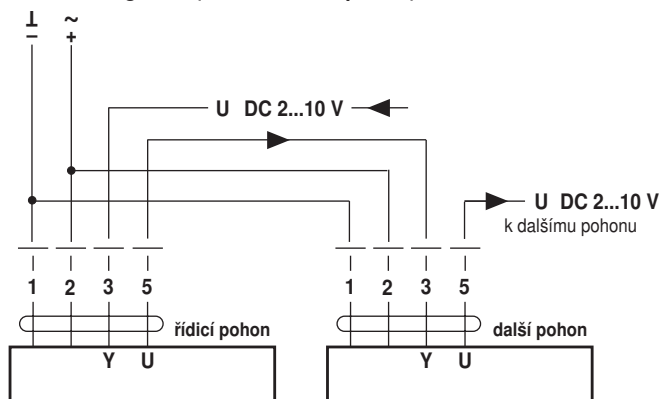 ⊥ ~
− +
U DC 2...10 V
U DC 2...10 V
k dalšímu pohonu
1 2 3 5 1 2 3 5
řídicí pohon další pohon
Y U Y U